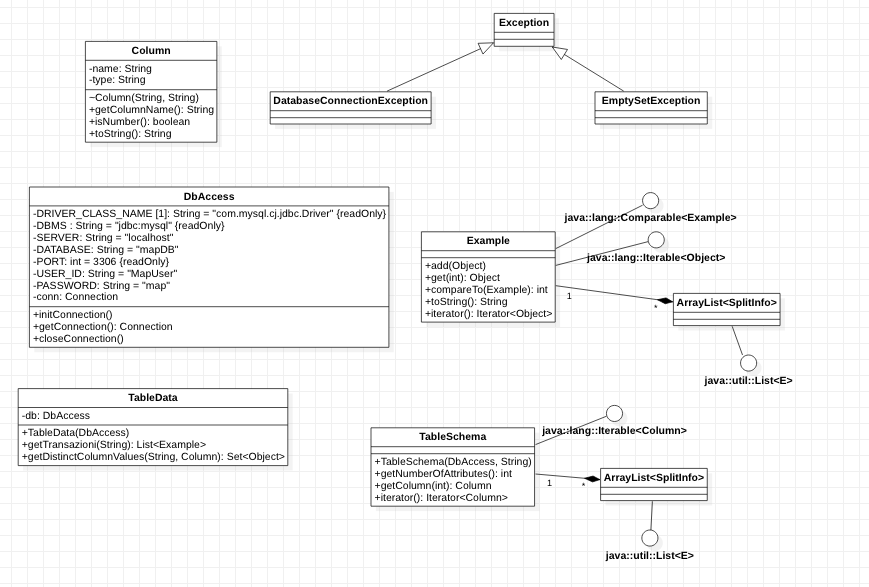 Exception
Column
-name: String
-type: String
~Column(String, String)
+getColumnName(): String
+isNumber(): boolean
+toString(): String
DatabaseConnectionException
EmptySetException
DbAccess
-DRIVER_CLASS_NAME [1]: String = "com.mysql.cj.jdbc.Driver" {readOnly}
-DBMS : String = "jdbc:mysql" {readOnly}
-SERVER: String = "localhost"
-DATABASE: String = "mapDB"
-PORT: int = 3306 {readOnly}
-USER_ID: String = "MapUser"
-PASSWORD: String = "map"
-conn: Connection
+initConnection()
+getConnection(): Connection
+closeConnection()
java::lang::Comparable<Example>
java::lang::Iterable<Object>
Example
+add(Object)
+get(int): Object
+compareTo(Example): int
+toString(): String
+iterator(): Iterator<Object>
1
*
ArrayList<SplitInfo>
java::util::List<E>
TableData
-db: DbAccess
+TableData(DbAccess)
+getTransazioni(String): List<Example>
+getDistinctColumnValues(String, Column): Set<Object>
java::lang::Iterable<Column>
TableSchema
+TableSchema(DbAccess, String)
+getNumberOfAttributes(): int
+getColumn(int): Column
+iterator(): Iterator<Column>
1
*
ArrayList<SplitInfo>
java::util::List<E>